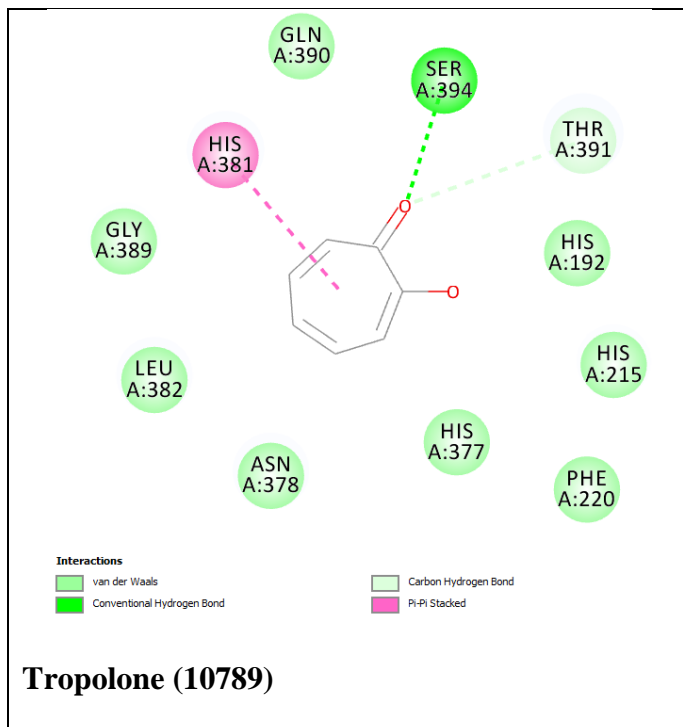 GLN
A:390
SER
A:394
THR
A:391
HIS
A:381
O
GLY
A:389
HIS
A:192
O
HIS
A:215
LEU
A:382
HIS
A:377
ASN
A:378
PHE
A:220
Interactions
van der Waals
Conventional Hydrogen Bond
Carbon Hydrogen Bond
Pi-Pi Stacked
Tropolone (10789)